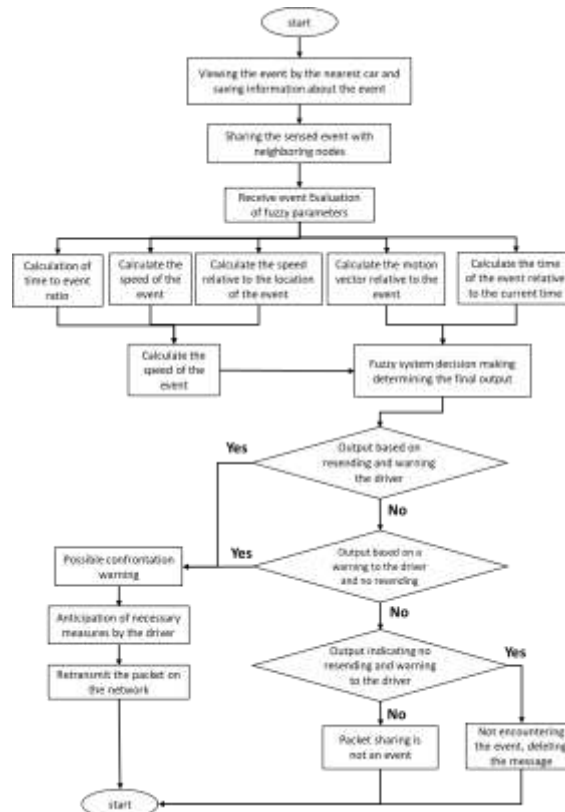 start
Viewing the event by the nearest car and
saving information about the event
Sharing the sensed event with
neighboring nodes
Receive event Evaluation
of fuzzy parameters
Calculation of
time to event
ratio
Calculate the
speed of the
event
Calculate the speed
relative to the location
of the event
Calculate the motion
vector relative to the
event
Calculate the time
of the event relative
to the current time
Calculate the
speed of the
event
Fuzzy system decision making
determining the final output
Yes
Output based on
resending and warning
the driver
No
Possible confrontation
warning
Yes
Output based on a
warning to the driver
and no resending
No
Anticipation of necessary
measures by the driver
Retransmit the packet on
the network
Output indicating no
resending and warning
to the driver
Yes
No
Packet sharing is
not an event
Not encountering
the event, deleting
the message
start